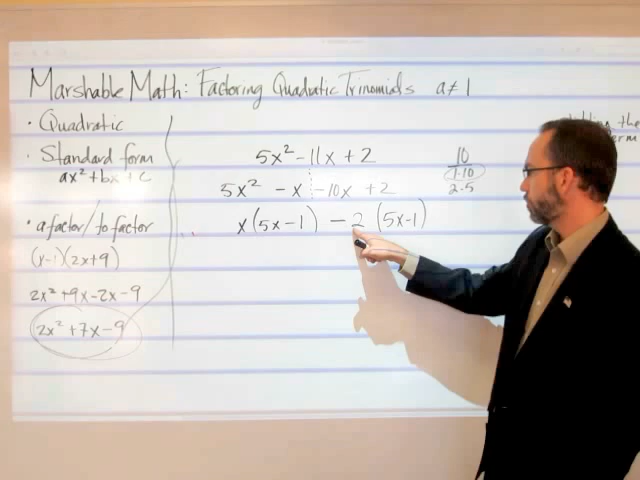 Marshable Math: Factoring Quadratic Trinomials a ≠ 1
• Quadratic
• Standard form
ax² + bx + c
• a factor/to factor
(x-1)(2x+9)
2x² + 9x - 2x - 9
2x² + 7x - 9
5x² - 11x + 2
5x² - x - 10x + 2
x(5x-1) - 2(5x-1)
10
1·10
2·5
the
erm